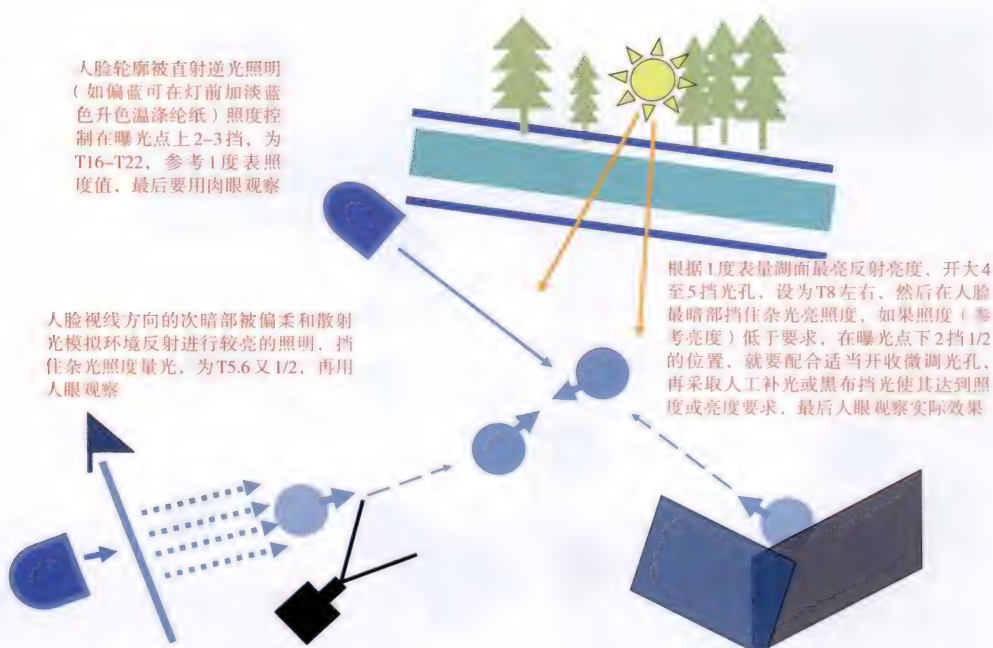 人脸轮廓被直射逆光照明
（如偏蓝可在灯前加淡蓝
色升色温涤纶纸）照度控
制在曝光点上2-3挡，为
T16-T22，参考1度表照
度值，最后要用肉眼观察
根据1度表量湖面最亮反射亮度，开大4
至5挡光孔，设为T8左右，然后在人脸
最暗部挡住杂光亮照度，如果照度（参
考亮度）低于要求，在曝光点下2挡1/2
的位置，就要配合适当开收微调光孔，
再采取人工补光或黑布挡光使其达到照
度或亮度要求，最后人眼观察实际效果
人脸视线方向的次暗部被偏柔和散射
光模拟环境反射进行较亮的照明、挡
住杂光照度量光，为T5.6又1/2，再用
人眼观察